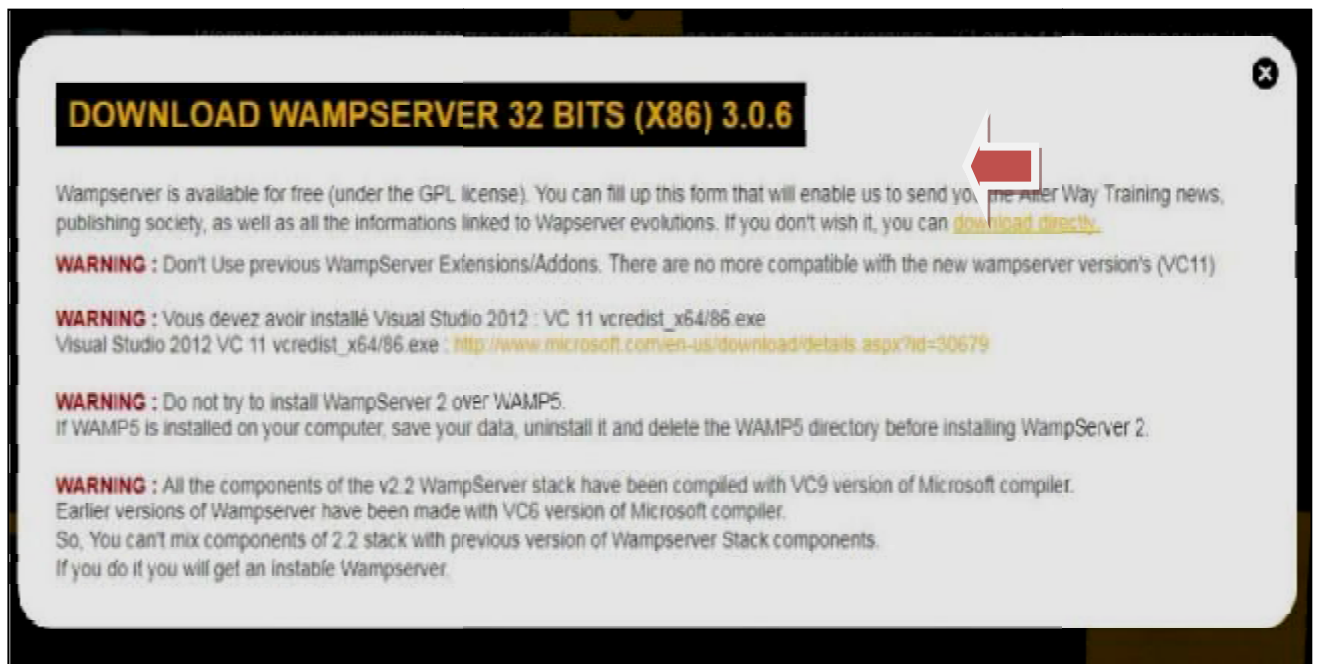 DOWNLOAD WAMPSERVER 32 BITS (X86) 3.0.6
Wampserver is available for free (under the GPL license). You can fill up this form that will enable us to send you the Alter Way Training news,
publishing society, as well as all the informations linked to Wapserver evolutions. If you don't wish it, you can download directly.
WARNING : Don't Use previous WampServer Extensions/Addons. There are no more compatible with the new wampserver version's (VC11)
WARNING : Vous devez avoir installé Visual Studio 2012 : VC 11 vcredist_x64/86.exe
Visual Studio 2012 VC 11 vcredist_x64/86.exe : http://www.microsoft.com/en-us/download/details.aspx?id=30679
WARNING : Do not try to install WampServer 2 over WAMP5.
If WAMP5 is installed on your computer, save your data, uninstall it and delete the WAMP5 directory before installing WampServer 2.
WARNING : All the components of the v2.2 WampServer stack have been compiled with VC9 version of Microsoft compiler.
Earlier versions of Wampserver have been made with VC6 version of Microsoft compiler.
So, You can't mix components of 2.2 stack with previous version of Wampserver Stack components.
If you do it you will get an instable Wampserver.